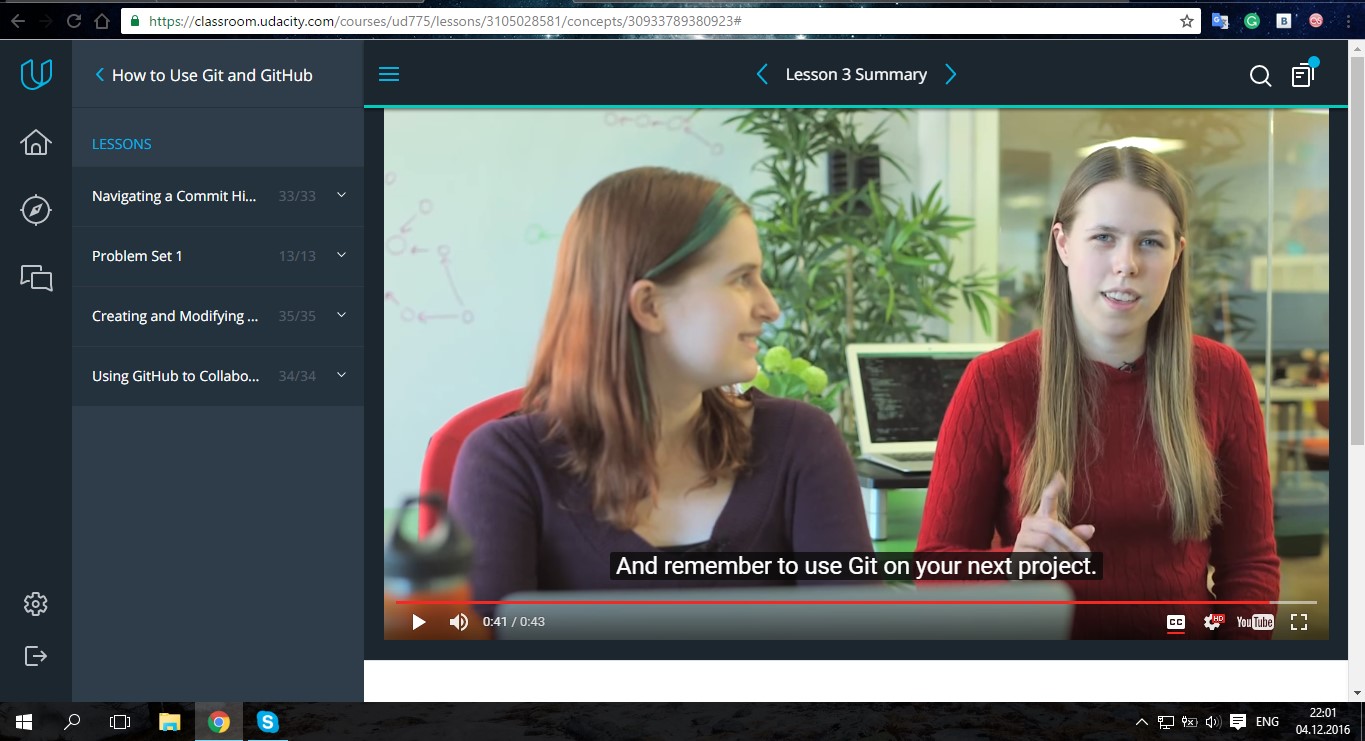 https://classroom.udacity.com/courses/ud775/lessons/3105028581/concepts/30933789380923#
How to Use Git and GitHub
Lesson 3 Summary
LESSONS
Navigating a Commit Hi... 33/33
Problem Set 1 13/13
Creating and Modifying ... 35/35
Using GitHub to Collabo... 34/34
And remember to use Git on your next project.
0:41 / 0:43
CC
HD
YouTube
ENG
22:01
04.12.2016